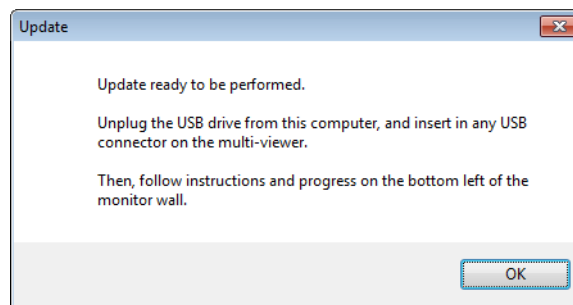 Update
Update ready to be performed.
Unplug the USB drive from this computer, and insert in any USB
connector on the multi-viewer.
Then, follow instructions and progress on the bottom left of the
monitor wall.
OK